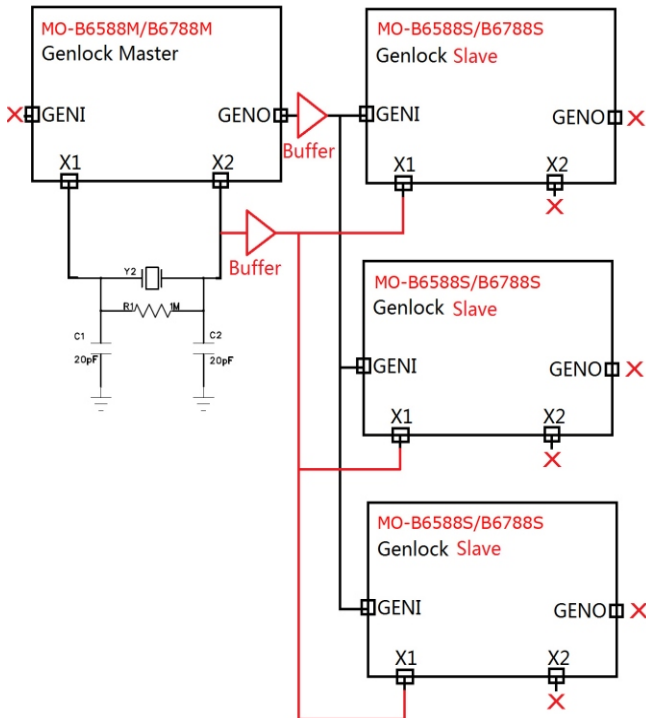 MO-B6588M/B6788M
Genlock Master
GENI
GENO
X1
X2
Buffer
Buffer
Y2
R1
1M
C1
20pF
C2
20pF
MO-B6588S/B6788S
Genlock Slave
GENI
GENO
X1
X2
MO-B6588S/B6788S
Genlock Slave
GENI
GENO
X1
X2
MO-B6588S/B6788S
Genlock Slave
GENI
GENO
X1
X2